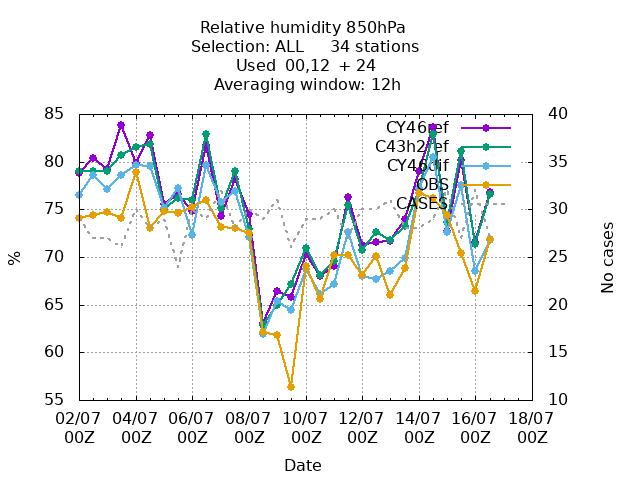 Relative humidity 850hPa
Selection: ALL 34 stations
Used 00,12 + 24
Averaging window: 12h
85
80
75
70
65
60
55
%
40
35
30
25
20
15
10
No cases
CY46ref
C43h2ref
CY46dif
OBS
CASES
02/07 04/07 06/07 08/07 10/07 12/07 14/07 16/07 18/07
00Z 00Z 00Z 00Z 00Z 00Z 00Z 00Z 00Z
Date